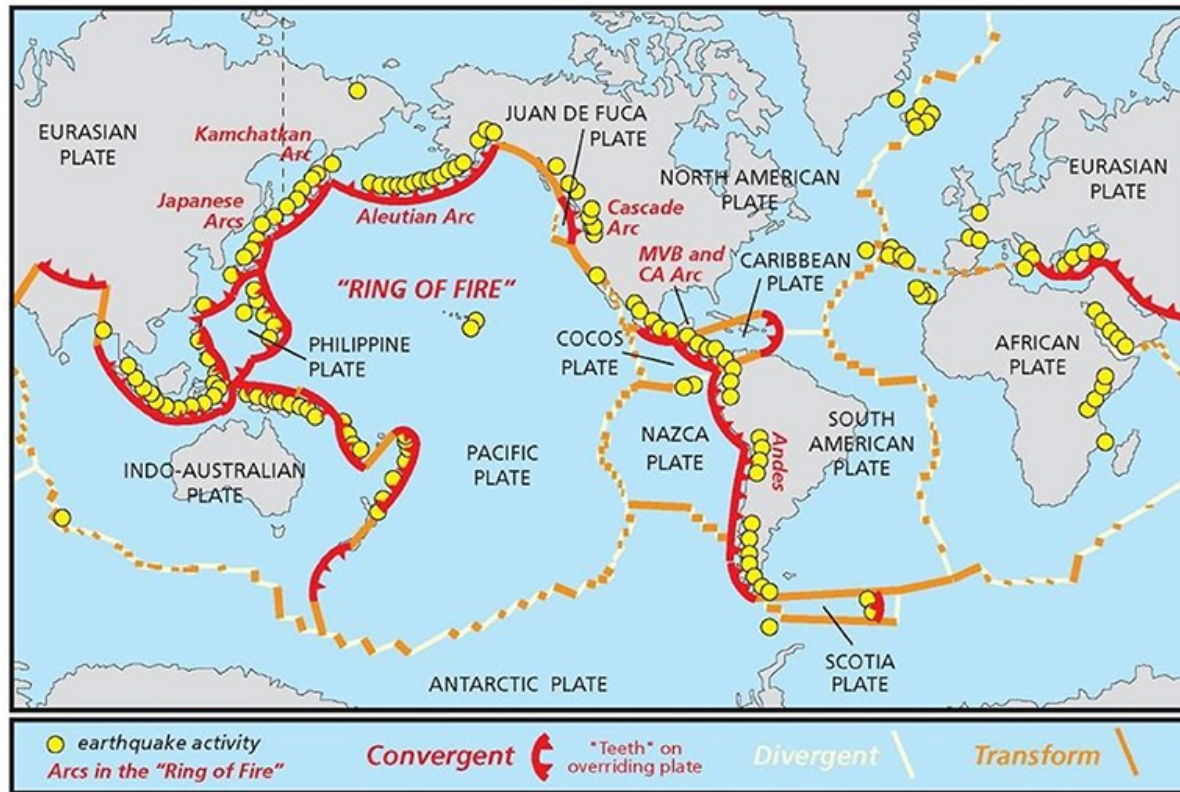 EURASIAN
PLATE
Kamchatkan
Arc
Japanese
Arcs
Aleutian Arc
JUAN DE FUCA
PLATE
NORTH AMERICAN
PLATE
EURASIAN
PLATE
Cascade
Arc
MVB and
CA Arc
CARIBBEAN
PLATE
"RING OF FIRE"
PHILIPPINE
PLATE
COCOS
PLATE
AFRICAN
PLATE
INDO-AUSTRALIAN
PLATE
PACIFIC
PLATE
NAZCA
PLATE
Andes
SOUTH
AMERICAN
PLATE
ANTARCTIC PLATE
SCOTIA
PLATE
earthquake activity
Arcs in the "Ring of Fire"
Convergent
"Teeth" on
overriding plate
Divergent
Transform